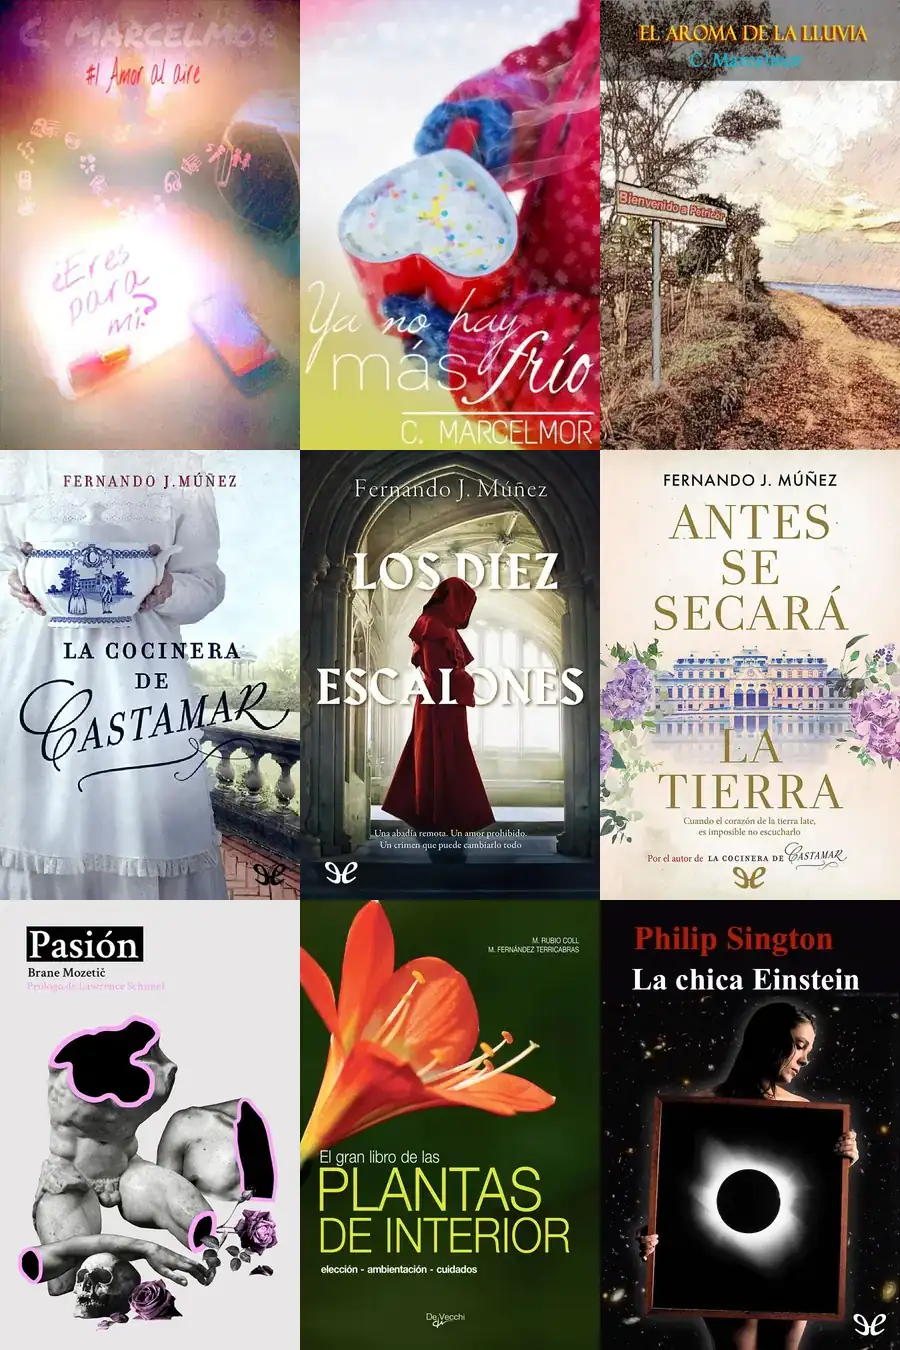 C. MARCELMOR
#1 Amor al aire
¿Eres
para
mi?
Ya no hay
más frío
C. MARCELMOR
EL AROMA DE LA LLUVIA
C. Marcelmor
Bienvenido a Petricor
FERNANDO J. MÚÑEZ
LA COCINERA
DE
CASTAMAR
Fernando J. Múñez
LOS DIEZ
ESCALONES
Una abadía remota. Un amor prohibido.
Un crimen que puede cambiarlo todo
FERNANDO J. MÚÑEZ
ANTES
SE
SECARÁ
LA
TIERRA
Cuando el corazón de la tierra late,
es imposible no escucharlo
Por el autor de LA COCINERA DE CASTAMAR
Pasión
Brane Mozetič
Prólogo de Lawrence Schimel
M. RUBIO COLL
M. FERNÁNDEZ TERRICABRAS
El gran libro de las
PLANTAS
DE INTERIOR
elección - ambientación - cuidados
De Vecchi
Philip Sington
La chica Einstein